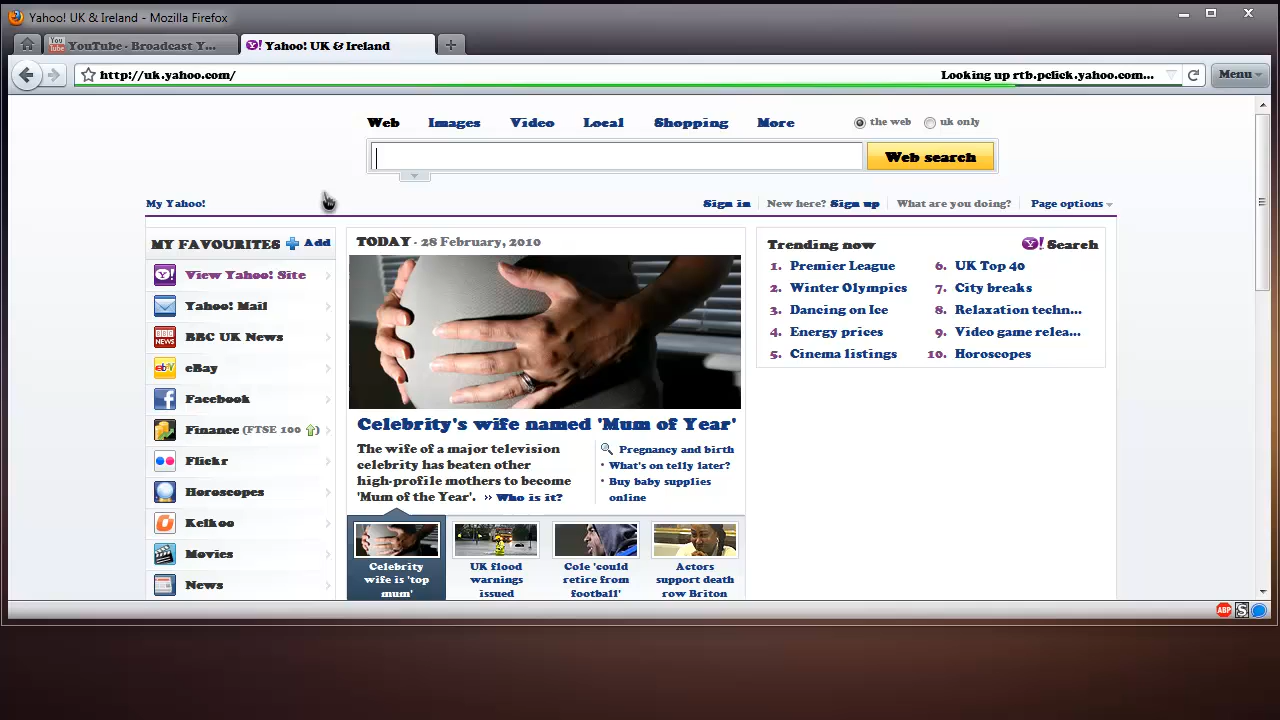 Yahoo! UK & Ireland - Mozilla Firefox
YouTube - Broadcast Y...
Yahoo! UK & Ireland
http://uk.yahoo.com/
Looking up rtb.pclick.yahoo.com...
Menu
Web
Images
Video
Local
Shopping
More
the web
uk only
Web search
My Yahoo!
Sign in
New here? Sign up
What are you doing?
Page options
MY FAVOURITES
Add
View Yahoo! Site
Yahoo! Mail
BBC NEWS
BBC UK News
ebY
eBay
Facebook
Finance (FTSE 100 )
Flickr
Horoscopes
Kelkoo
Movies
News
TODAY - 28 February, 2010
Celebrity's wife named 'Mum of Year'
The wife of a major television
celebrity has beaten other
high-profile mothers to become
'Mum of the Year'. » Who is it?
Pregnancy and birth
• What's on telly later?
• Buy baby supplies
online
Celebrity
wife is 'top
mum'
UK flood
warnings
issued
Cole 'could
retire from
football'
Actors
support death
row Briton
Trending now
Y! Search
1. Premier League
2. Winter Olympics
3. Dancing on Ice
4. Energy prices
5. Cinema listings
6. UK Top 40
7. City breaks
8. Relaxation techn...
9. Video game relea...
10. Horoscopes
ABP
S